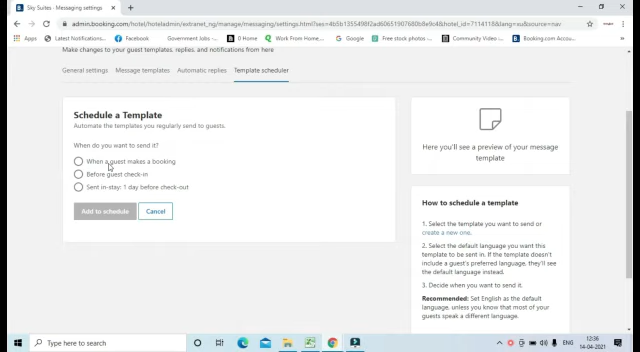 Sky Suites · Messaging settings
admin.booking.com/hotel/hoteladmin/extranet_ng/manage/messaging/settings.html?ses=4b5b1355498f2ad60651907680b8e9c4&hotel_id=7114118&lang=xu&source=nav
Apps Latest Notifications... Facebook Government Jobs -... 0 Home Work From Home,... Google Free stock photos -... Community Video -... Booking.com Accou...
Make changes to your guest templates, replies, and notifications from here
General settings Message templates Automatic replies Template scheduler
Schedule a Template
Automate the templates you regularly send to guests.
When do you want to send it?
When a guest makes a booking
Before guest check-in
Sent in-stay: 1 day before check-out
Add to schedule Cancel
Here you'll see a preview of your message
template
How to schedule a template
1. Select the template you want to send or
create a new one.
2. Select the default language you want this
template to be sent in. If the template doesn't
include a guest's preferred language, they'll see
the default language instead.
3. Decide when you want to send it.
Recommended: Set English as the default
language, unless you know that most of your
guests speak a different language.
Type here to search
ENG
12:36
14-04-2021